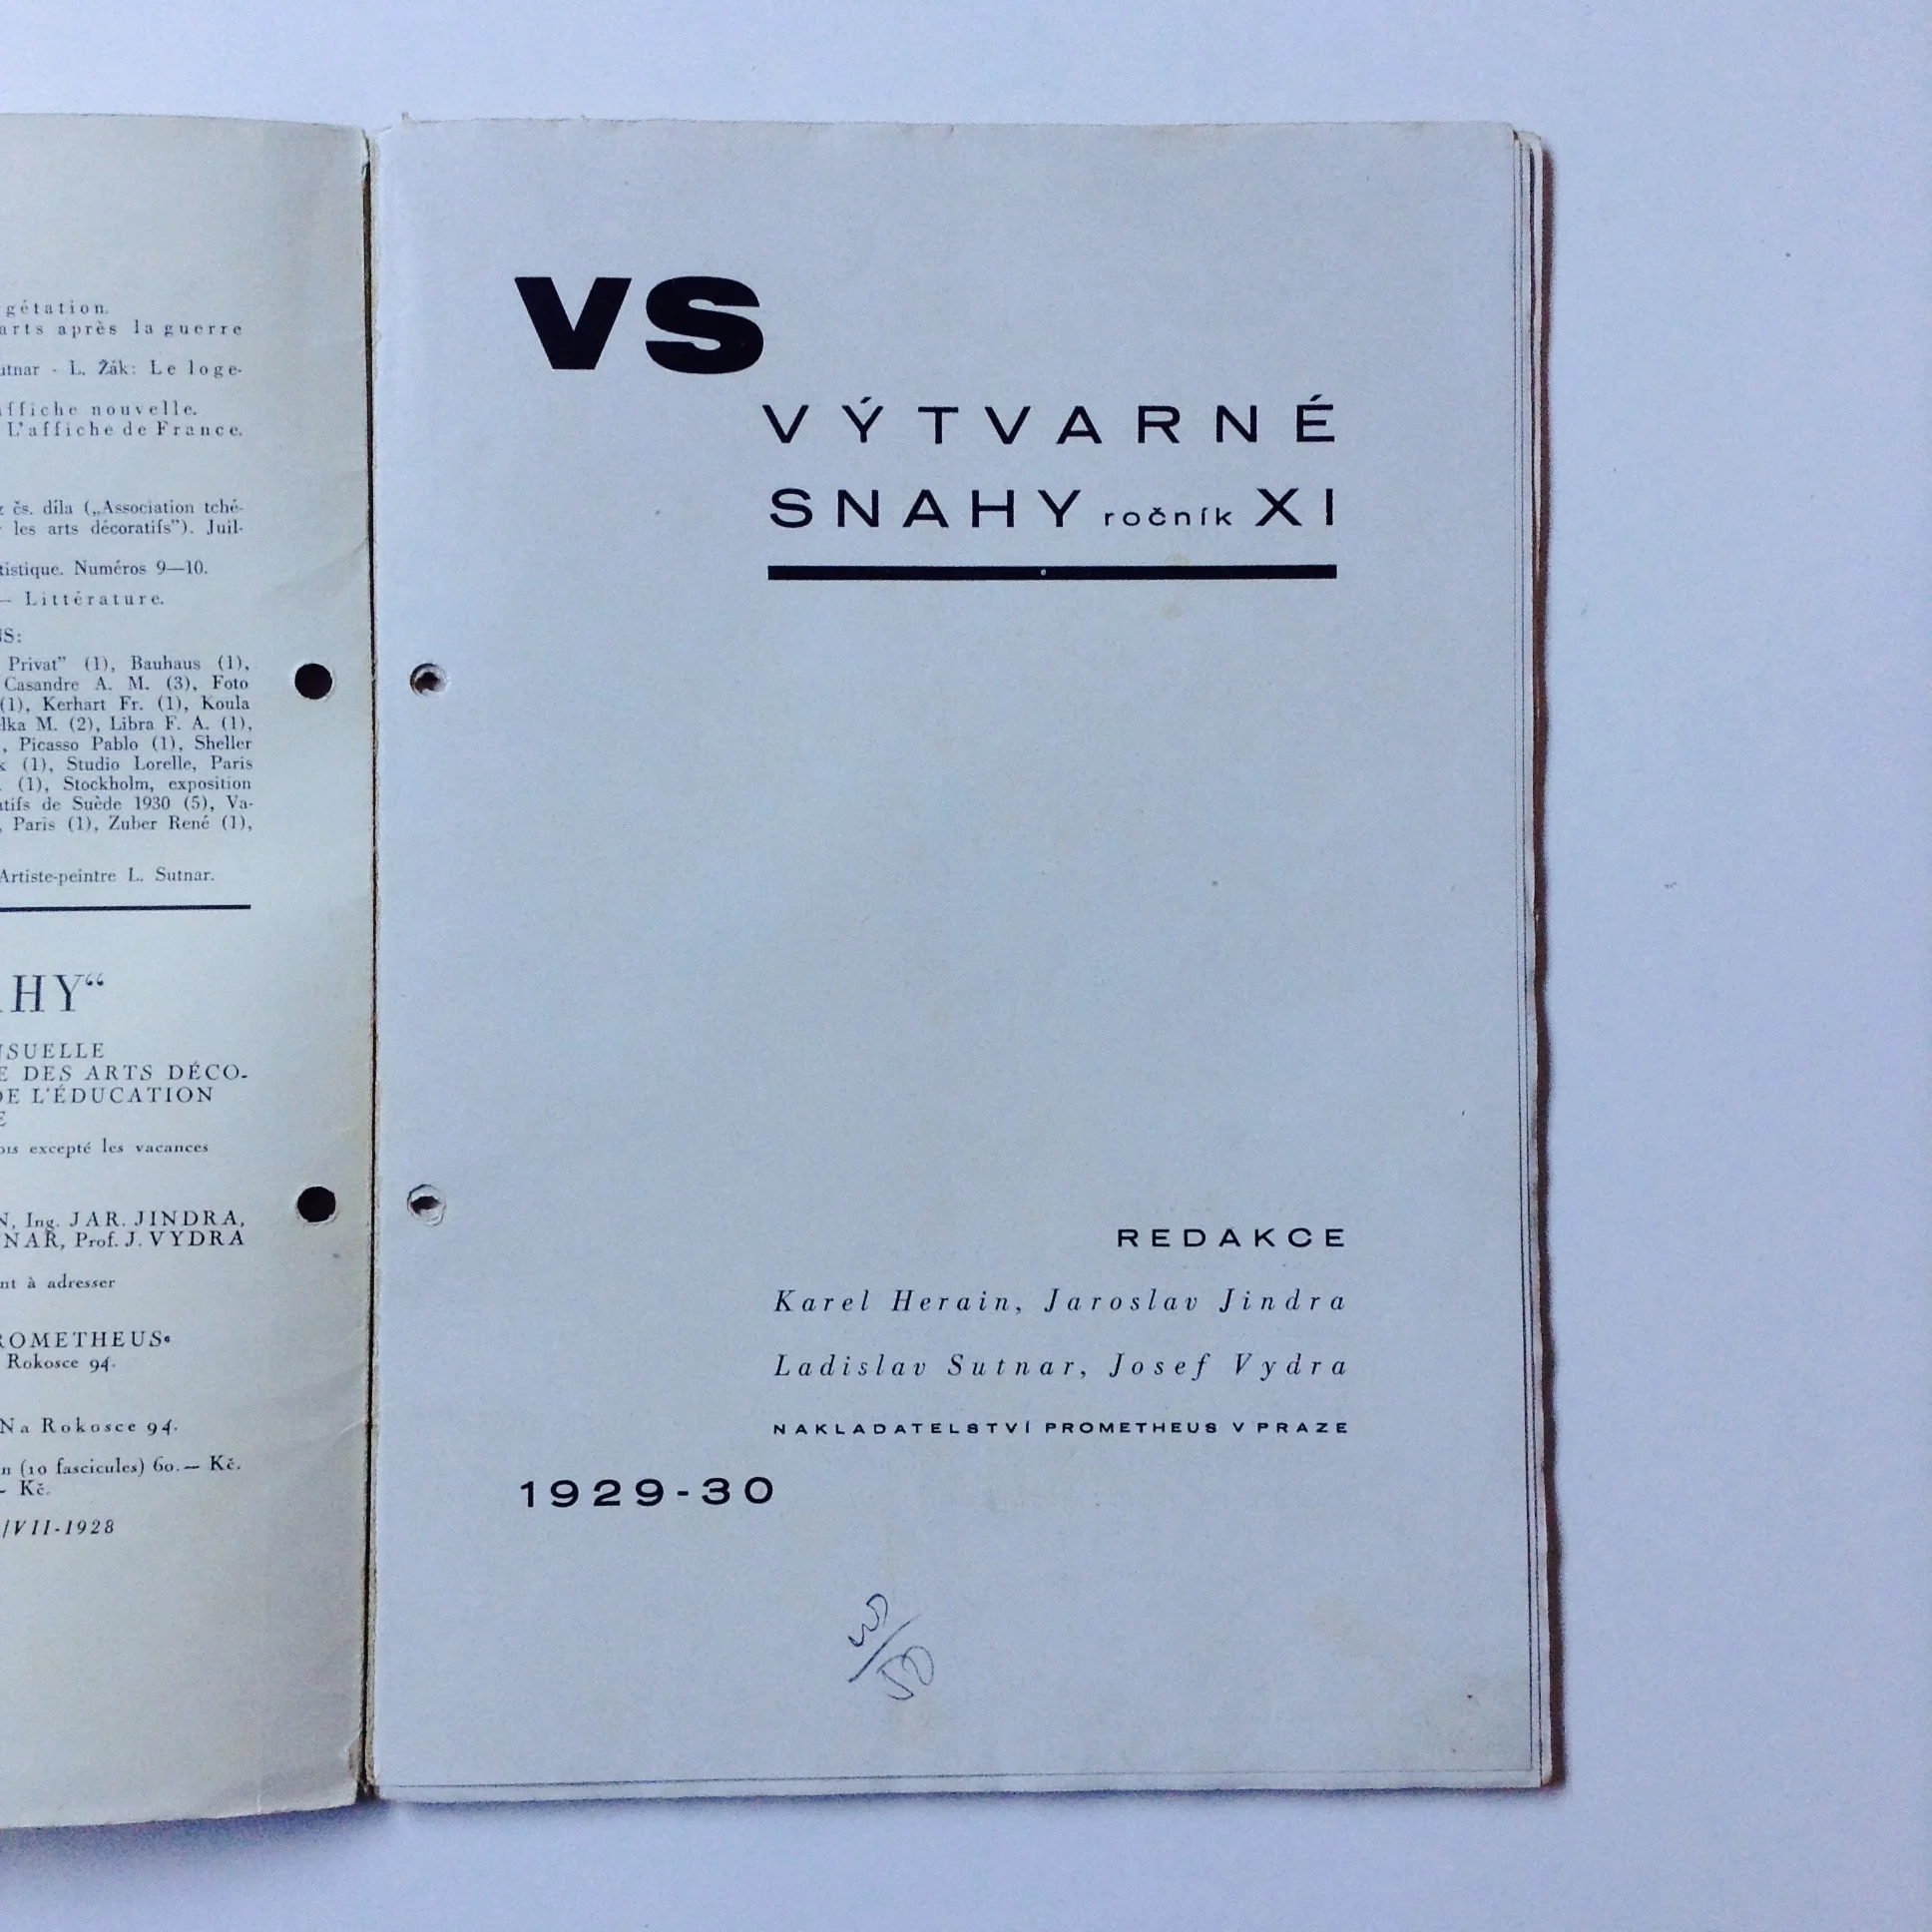 gétation.
arts après la guerre
utnar - L. Žák: Le loge-
affiche nouvelle.
L'affiche de France.
čs. díla („Association tché-
les arts décoratifs"). Juil-
tistique. Numéros 9—10.
— Littérature.
NS:
Privat" (1), Bauhaus (1),
Casandre A. M. (3), Foto
(1), Kerhart Fr. (1), Koula
lka M. (2), Libra F. A. (1),
, Picasso Pablo (1), Sheller
(1), Studio Lorelle, Paris
(1), Stockholm, exposition
atifs de Suède 1930 (5), Va-
, Paris (1), Zuber René (1),
Artiste-peintre L. Sutnar.
AHY“
NSUELLE
E DES ARTS DÉCO-
DE L'ÉDUCATION
E
ois excepté les vacances
N, Ing. JAR. JINDRA,
TNAR, Prof. J. VYDRA
nt à adresser
ROMETHEUS«
Rokosce 94.
Na Rokosce 94.
n (10 fascicules) 60.— Kč.
- Kč.
/VII-1928
VS
VÝTVARNÉ
SNAHY ročník XI
REDAKCE
Karel Herain, Jaroslav Jindra
Ladislav Sutnar, Josef Vydra
NAKLADATELSTVÍ PROMETHEUS V PRAZE
1929-30